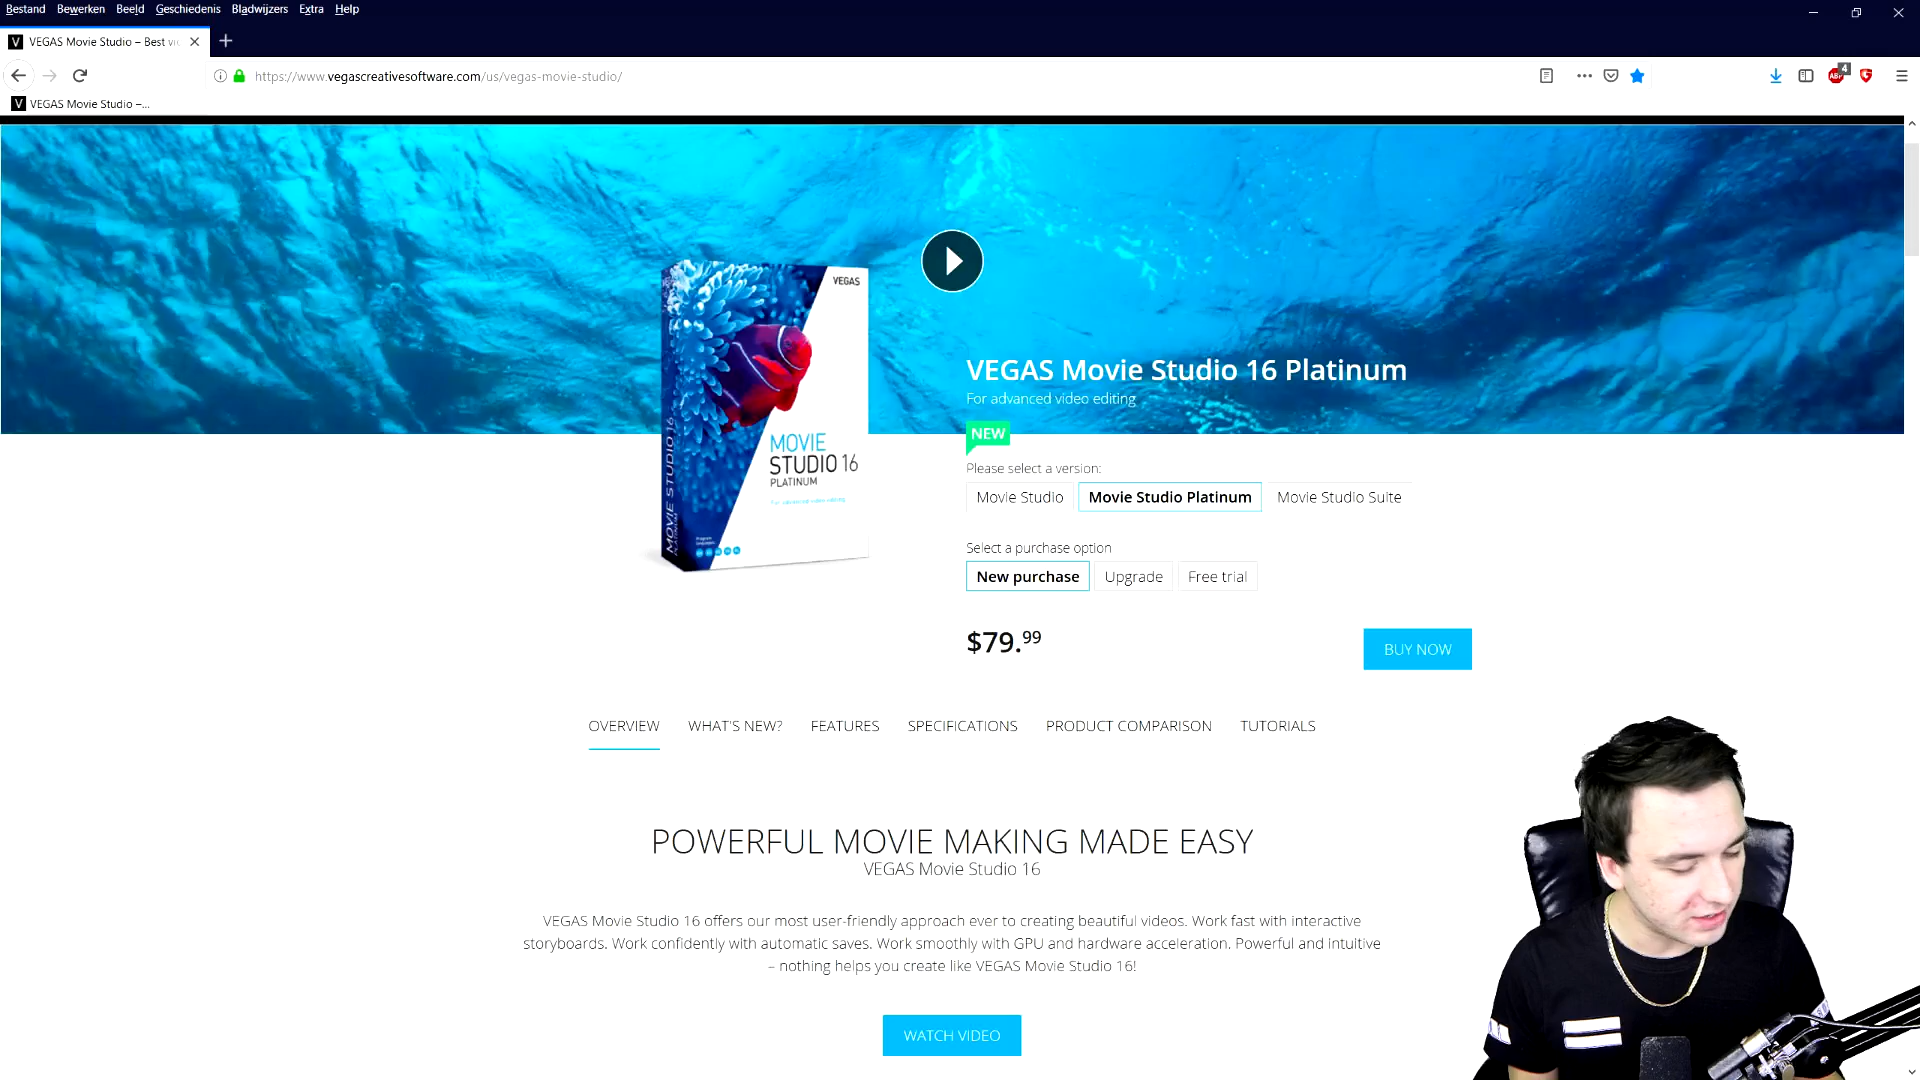 Bestand Bewerken Beeld Geschiedenis Bladwijzers Extra Help
V VEGAS Movie Studio – Best vi
https://www.vegascreativesoftware.com/us/vegas-movie-studio/
ABP 4
V VEGAS Movie Studio –...
VEGAS
MOVIE
STUDIO 16
PLATINUM
MOVIE STUDIO 16
PLATINUM
VEGAS Movie Studio 16 Platinum
For advanced video editing
NEW
Please select a version:
Movie Studio Movie Studio Platinum Movie Studio Suite
Select a purchase option
New purchase Upgrade Free trial
$79.99
BUY NOW
OVERVIEW WHAT'S NEW? FEATURES SPECIFICATIONS PRODUCT COMPARISON TUTORIALS
POWERFUL MOVIE MAKING MADE EASY
VEGAS Movie Studio 16
VEGAS Movie Studio 16 offers our most user-friendly approach ever to creating beautiful videos. Work fast with interactive
storyboards. Work confidently with automatic saves. Work smoothly with GPU and hardware acceleration. Powerful and intuitive
– nothing helps you create like VEGAS Movie Studio 16!
WATCH VIDEO